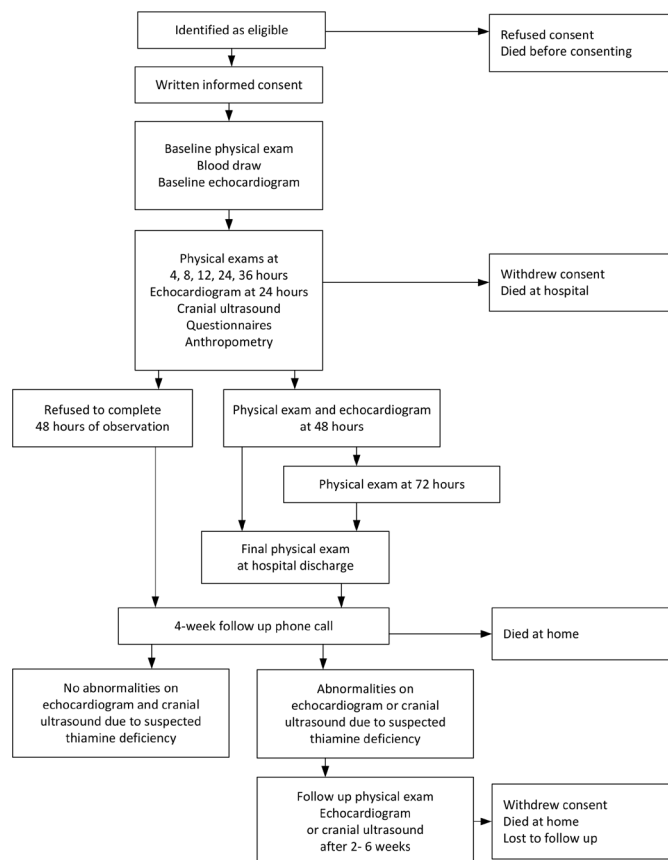 Identified as eligible
Refused consent
Died before consenting
Written informed consent
Baseline physical exam
Blood draw
Baseline echocardiogram
Physical exams at
4, 8, 12, 24, 36 hours
Echocardiogram at 24 hours
Cranial ultrasound
Questionnaires
Anthropometry
Withdrew consent
Died at hospital
Refused to complete
48 hours of observation
Physical exam and echocardiogram
at 48 hours
Physical exam at 72 hours
Final physical exam
at hospital discharge
4-week follow up phone call
Died at home
No abnormalities on
echocardiogram and cranial
ultrasound due to suspected
thiamine deficiency
Abnormalities on
echocardiogram or cranial
ultrasound due to suspected
thiamine deficiency
Follow up physical exam
Echocardiogram
or cranial ultrasound
after 2- 6 weeks
Withdrew consent
Died at home
Lost to follow up